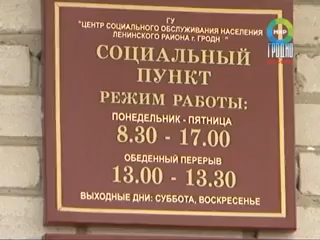 ГУ
"ЦЕНТР СОЦИАЛЬНОГО ОБСЛУЖИВАНИЯ НАСЕЛЕНИЯ
ЛЕНИНСКОГО РАЙОНА г ГРОДН "
СОЦИАЛЬНЫЙ
ПУНКТ
РЕЖИМ РАБОТЫ:
ПОНЕДЕЛЬНИК - ПЯТНИЦА
8.30 - 17.00
ОБЕДЕННЫЙ ПЕРЕРЫВ
13.00 - 13.30
ВЫХОДНЫЕ ДНИ: СУББОТА, ВОСКРЕСЕНЬЕ
МИР
ГРОДНО